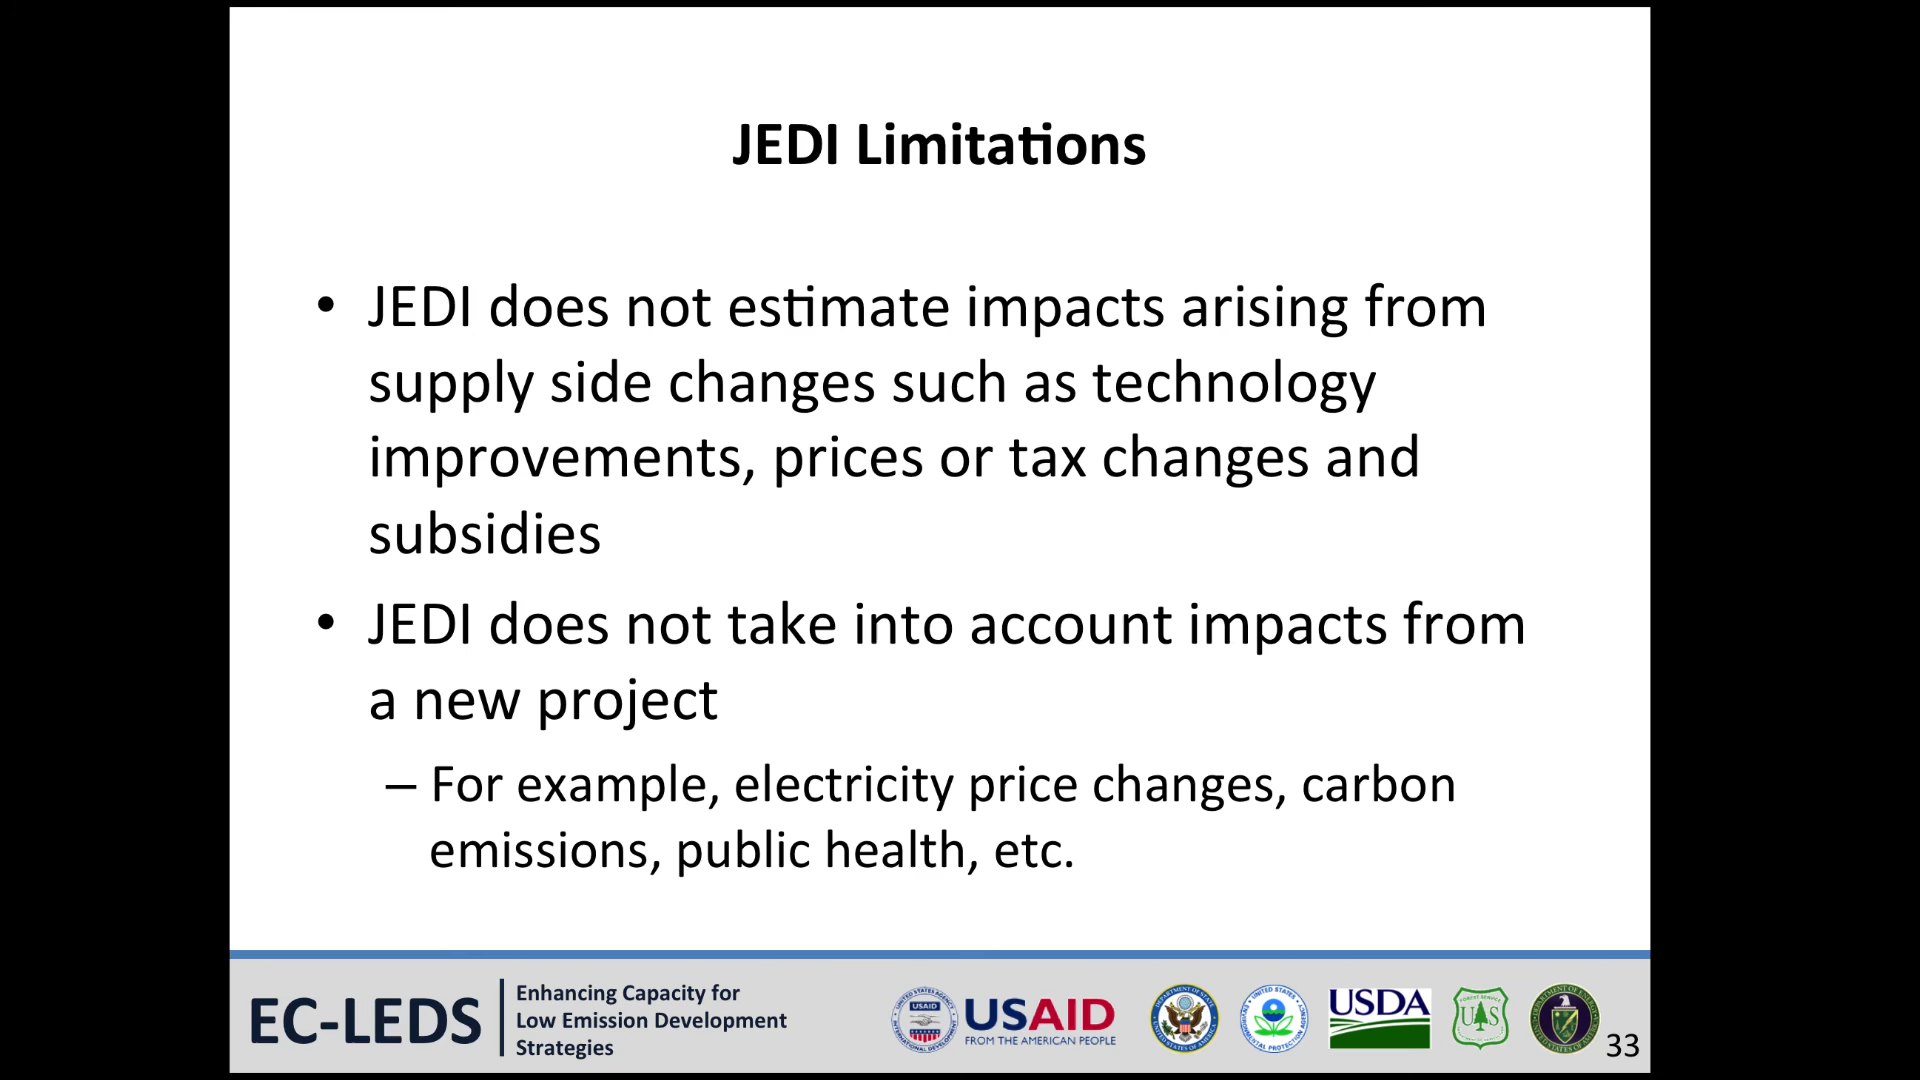 JEDI Limitations
• JEDI does not estimate impacts arising from
supply side changes such as technology
improvements, prices or tax changes and
subsidies
• JEDI does not take into account impacts from
a new project
– For example, electricity price changes, carbon
emissions, public health, etc.
EC-LEDS
Enhancing Capacity for
Low Emission Development
Strategies
USAID
USAID
FROM THE AMERICAN PEOPLE
USDA
FOREST SERVICE
U S
33